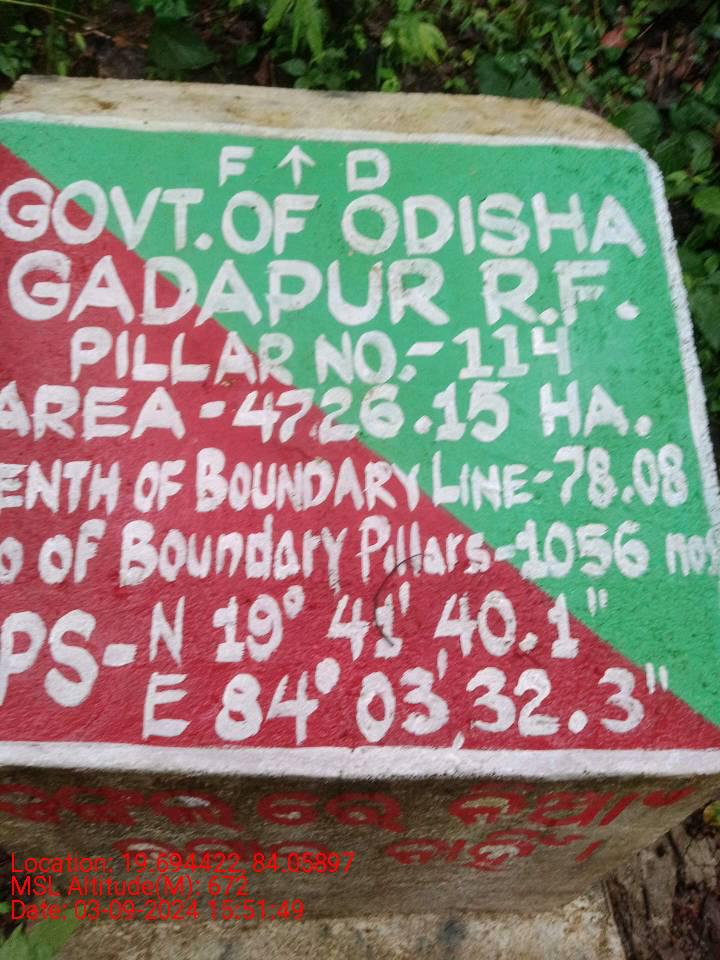 F ↑ D
GOVT. OF ODISHA
GADAPUR R.F.
PILLAR NO:-114
AREA - 4726.15 HA.
ENTH OF BOUNDARY LINE-78.08
o of Boundary Pillars-1056 nos
PS-N 19° 41' 40.1"
E 84° 03' 32.3"
Location: 19.694422, 84.05897
MSL Altitude(M): 672
Date: 03-09-2024 15:51:49